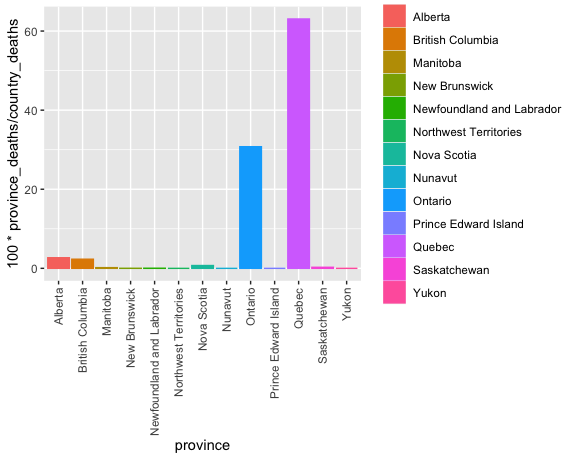 100 * province_deaths/country_deaths
60
40
20
0
Alberta
British Columbia
Manitoba
New Brunswick
Newfoundland and Labrador
Northwest Territories
Nova Scotia
Nunavut
Ontario
Prince Edward Island
Quebec
Saskatchewan
Yukon
province
Alberta
British Columbia
Manitoba
New Brunswick
Newfoundland and Labrador
Northwest Territories
Nova Scotia
Nunavut
Ontario
Prince Edward Island
Quebec
Saskatchewan
Yukon